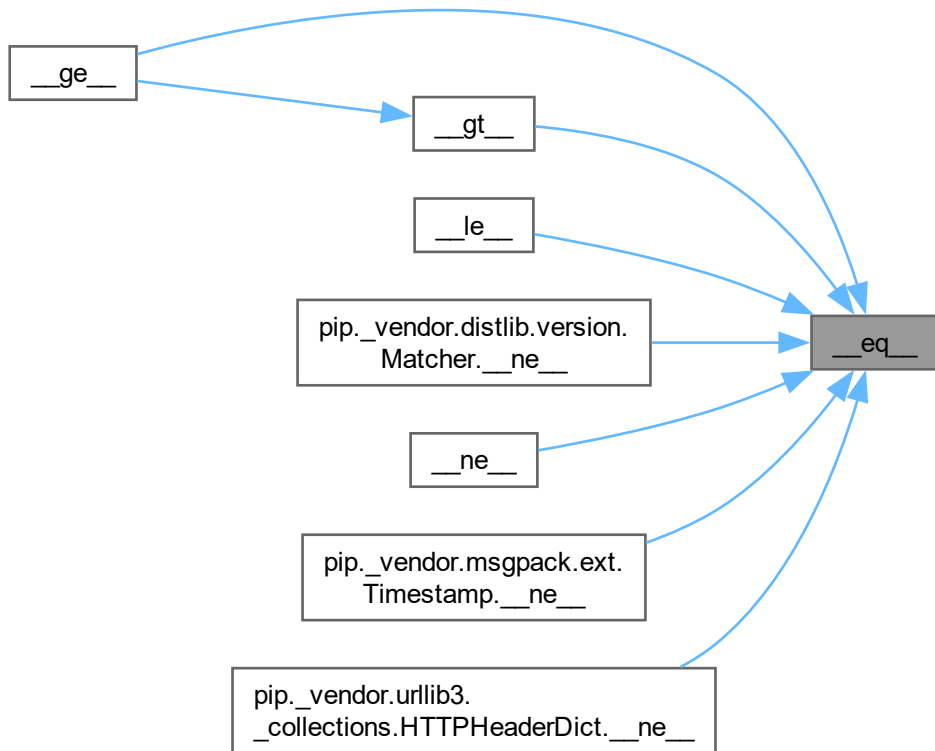 __ge__
__gt__
__le__
pip._vendor.distlib.version.
Matcher.__ne__
__eq__
__ne__
pip._vendor.msgpack.ext.
Timestamp.__ne__
pip._vendor.urllib3.
_collections.HTTPHeaderDict.__ne__